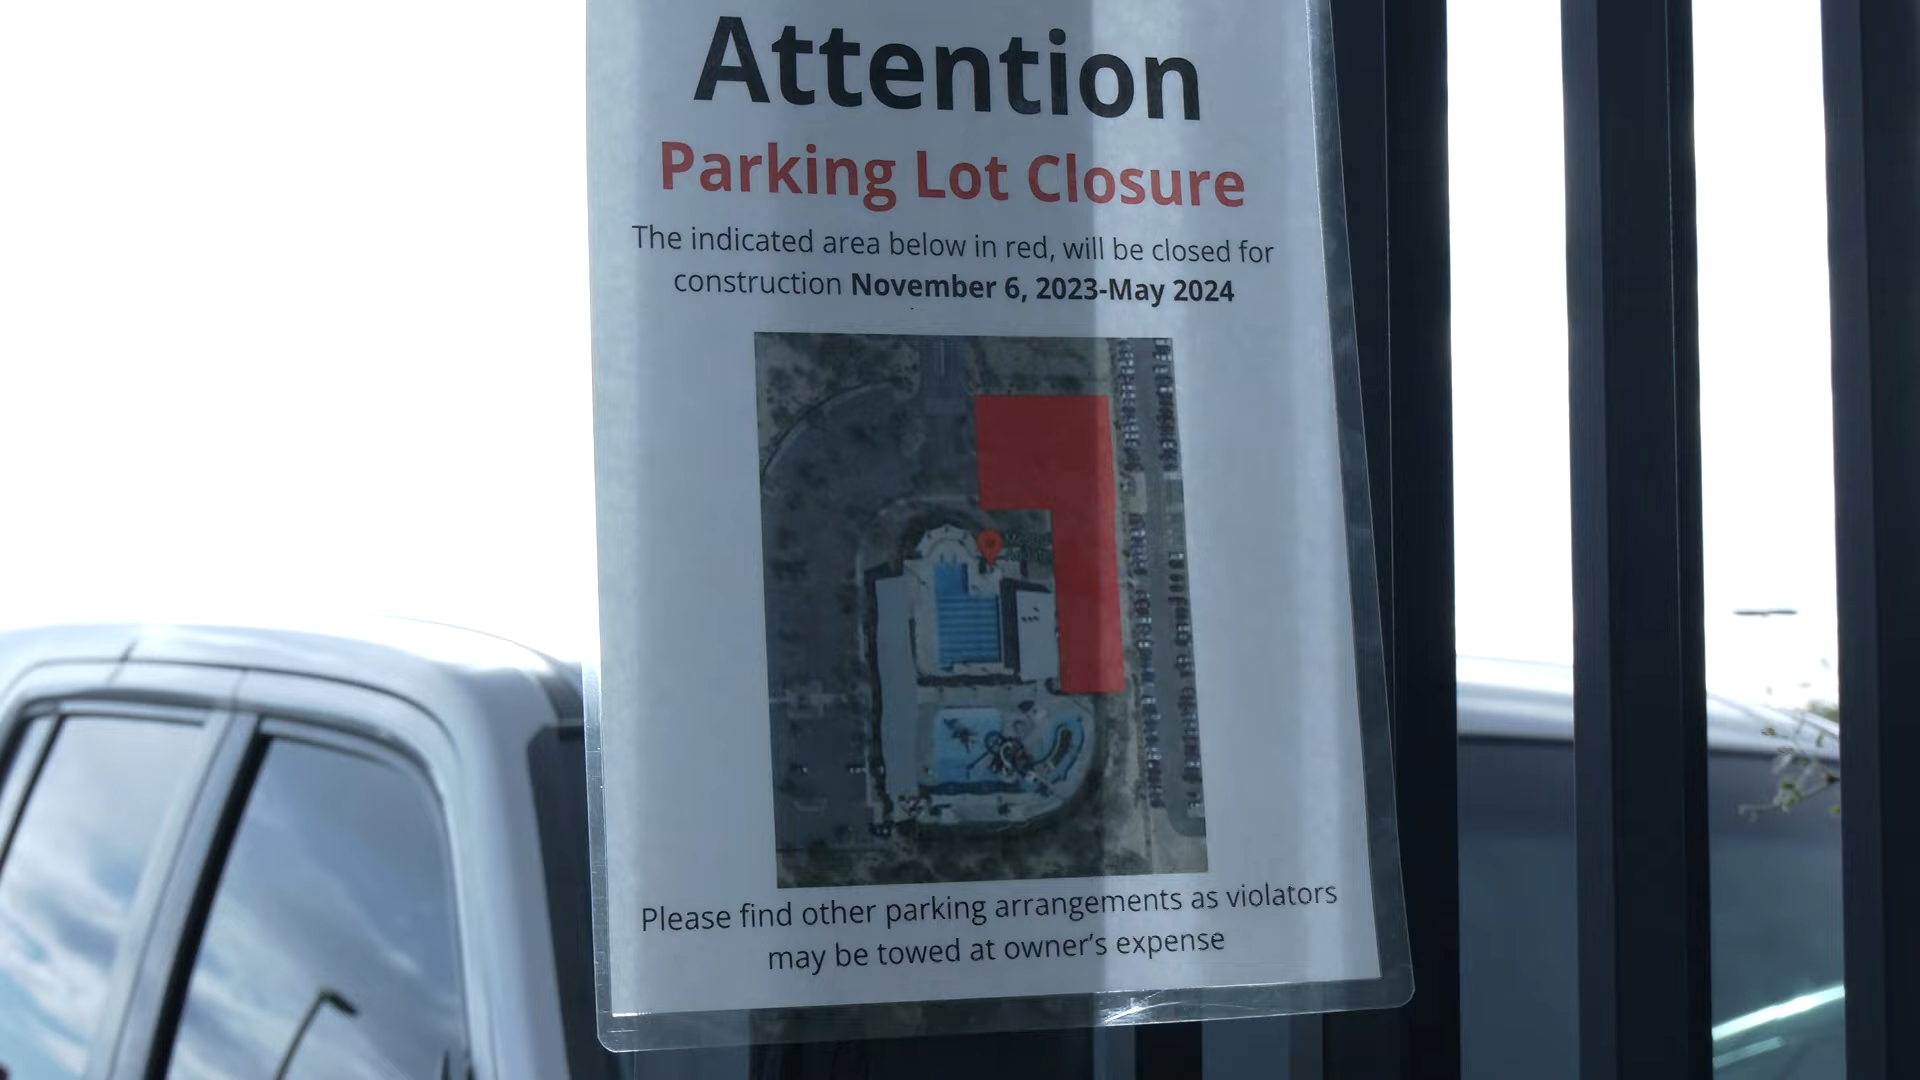 Attention
Parking Lot Closure
The indicated area below in red, will be closed for
construction November 6, 2023-May 2024
Please find other parking arrangements as violators
may be towed at owner's expense